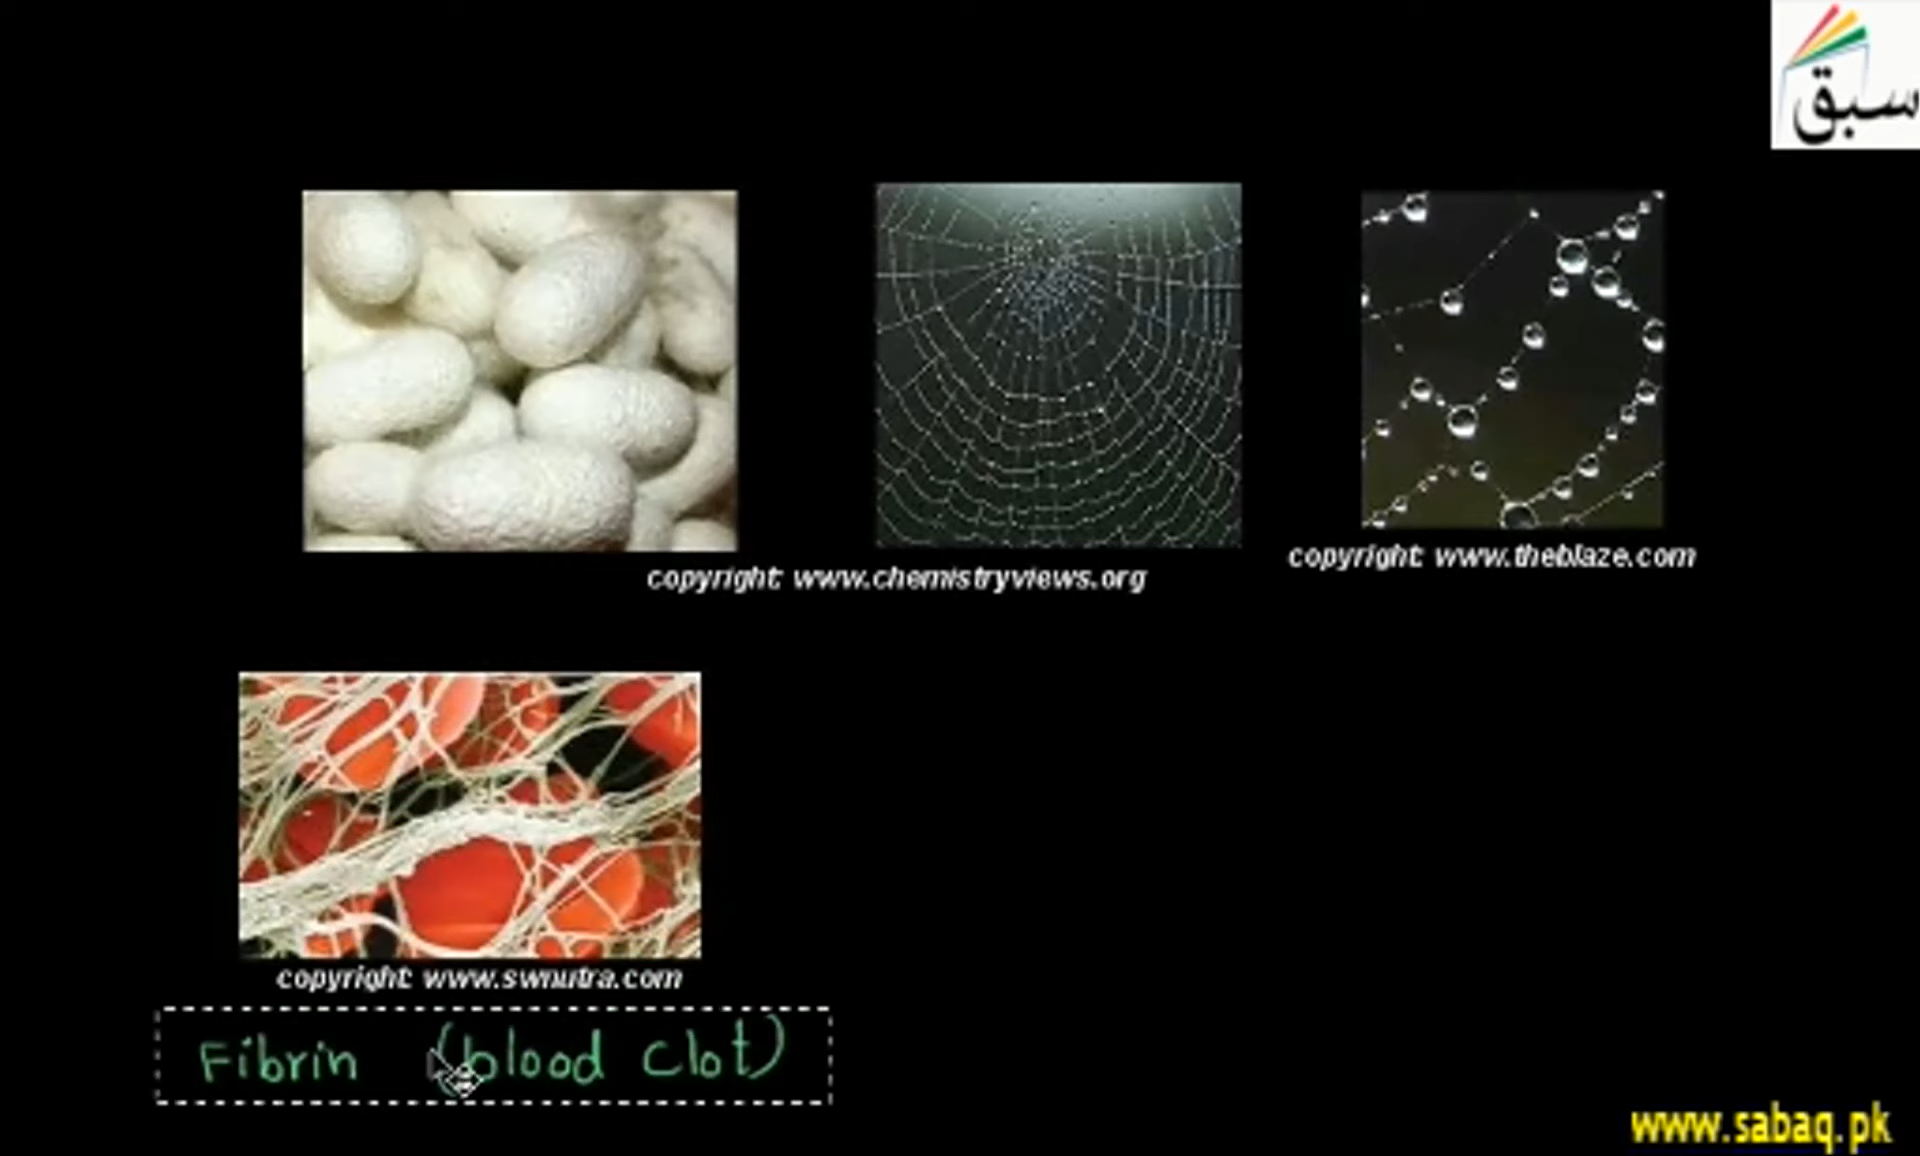 سبق
copyright: www.chemistryviews.org
copyright: www.theblaze.com
copyright: www.swnutra.com
Fibrin (blood clot)
www.sabaq.pk